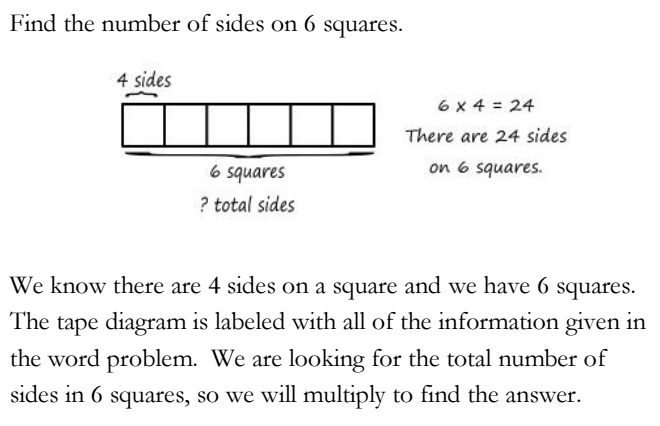 Find the number of sides on 6 squares.
4 sides
6 x 4 = 24
There are 24 sides
on 6 squares.
6 squares
? total sides
We know there are 4 sides on a square and we have 6 squares.
The tape diagram is labeled with all of the information given in
the word problem.  We are looking for the total number of
sides in 6 squares, so we will multiply to find the answer.